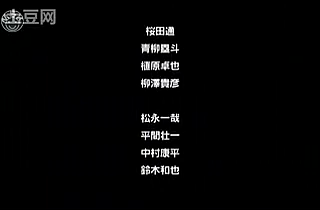 土豆网
桜田通
青柳塁斗
植原卓也
柳澤貴彦
松永一哉
平間壮一
中村康平
鈴木和也